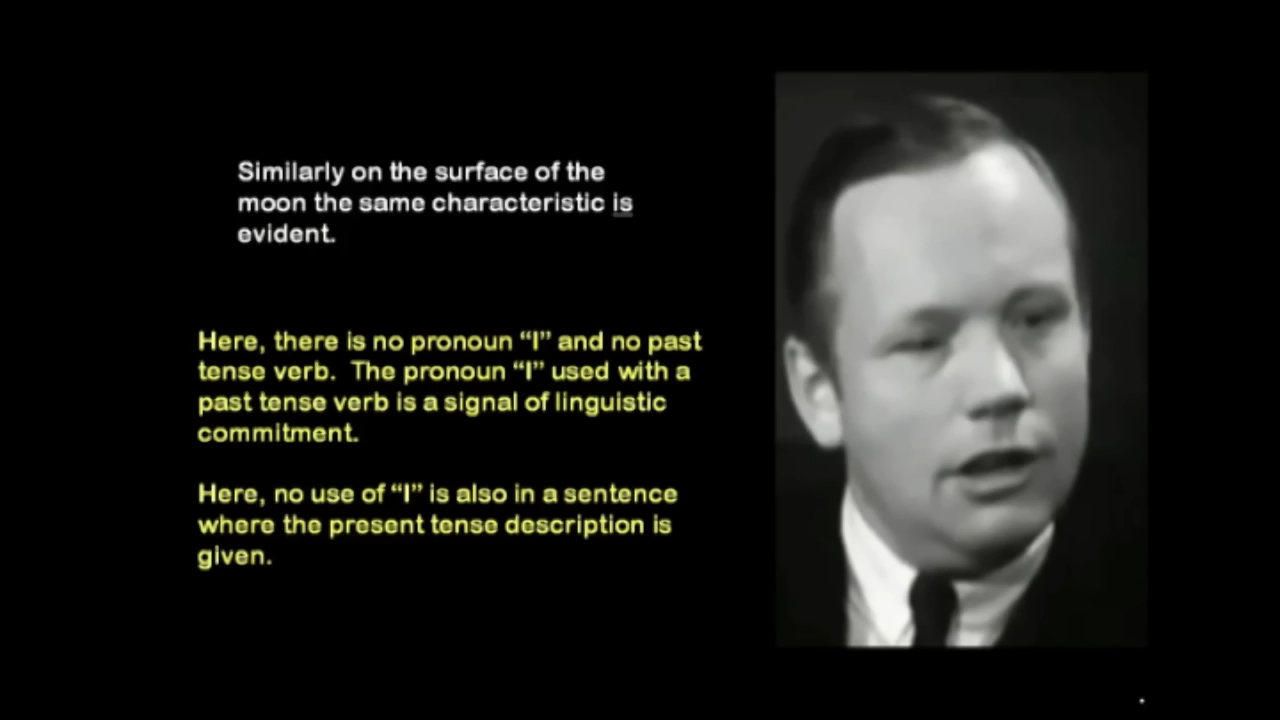 Similarly on the surface of the
moon the same characteristic is
evident.
Here, there is no pronoun “I” and no past
tense verb.  The pronoun “I” used with a
past tense verb is a signal of linguistic
commitment.
Here, no use of “I” is also in a sentence
where the present tense description is
given.